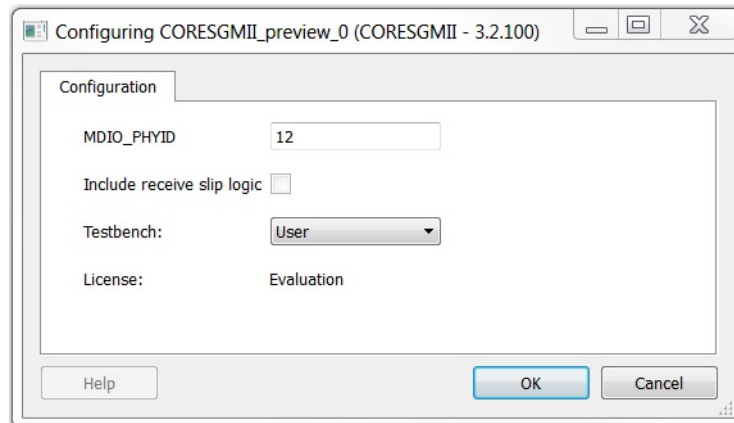 Configuring CORESGMII_preview_0 (CORESGMII - 3.2.100)
Configuration
MDIO_PHYID 12
Include receive slip logic
Testbench: User
License: Evaluation
Help OK Cancel